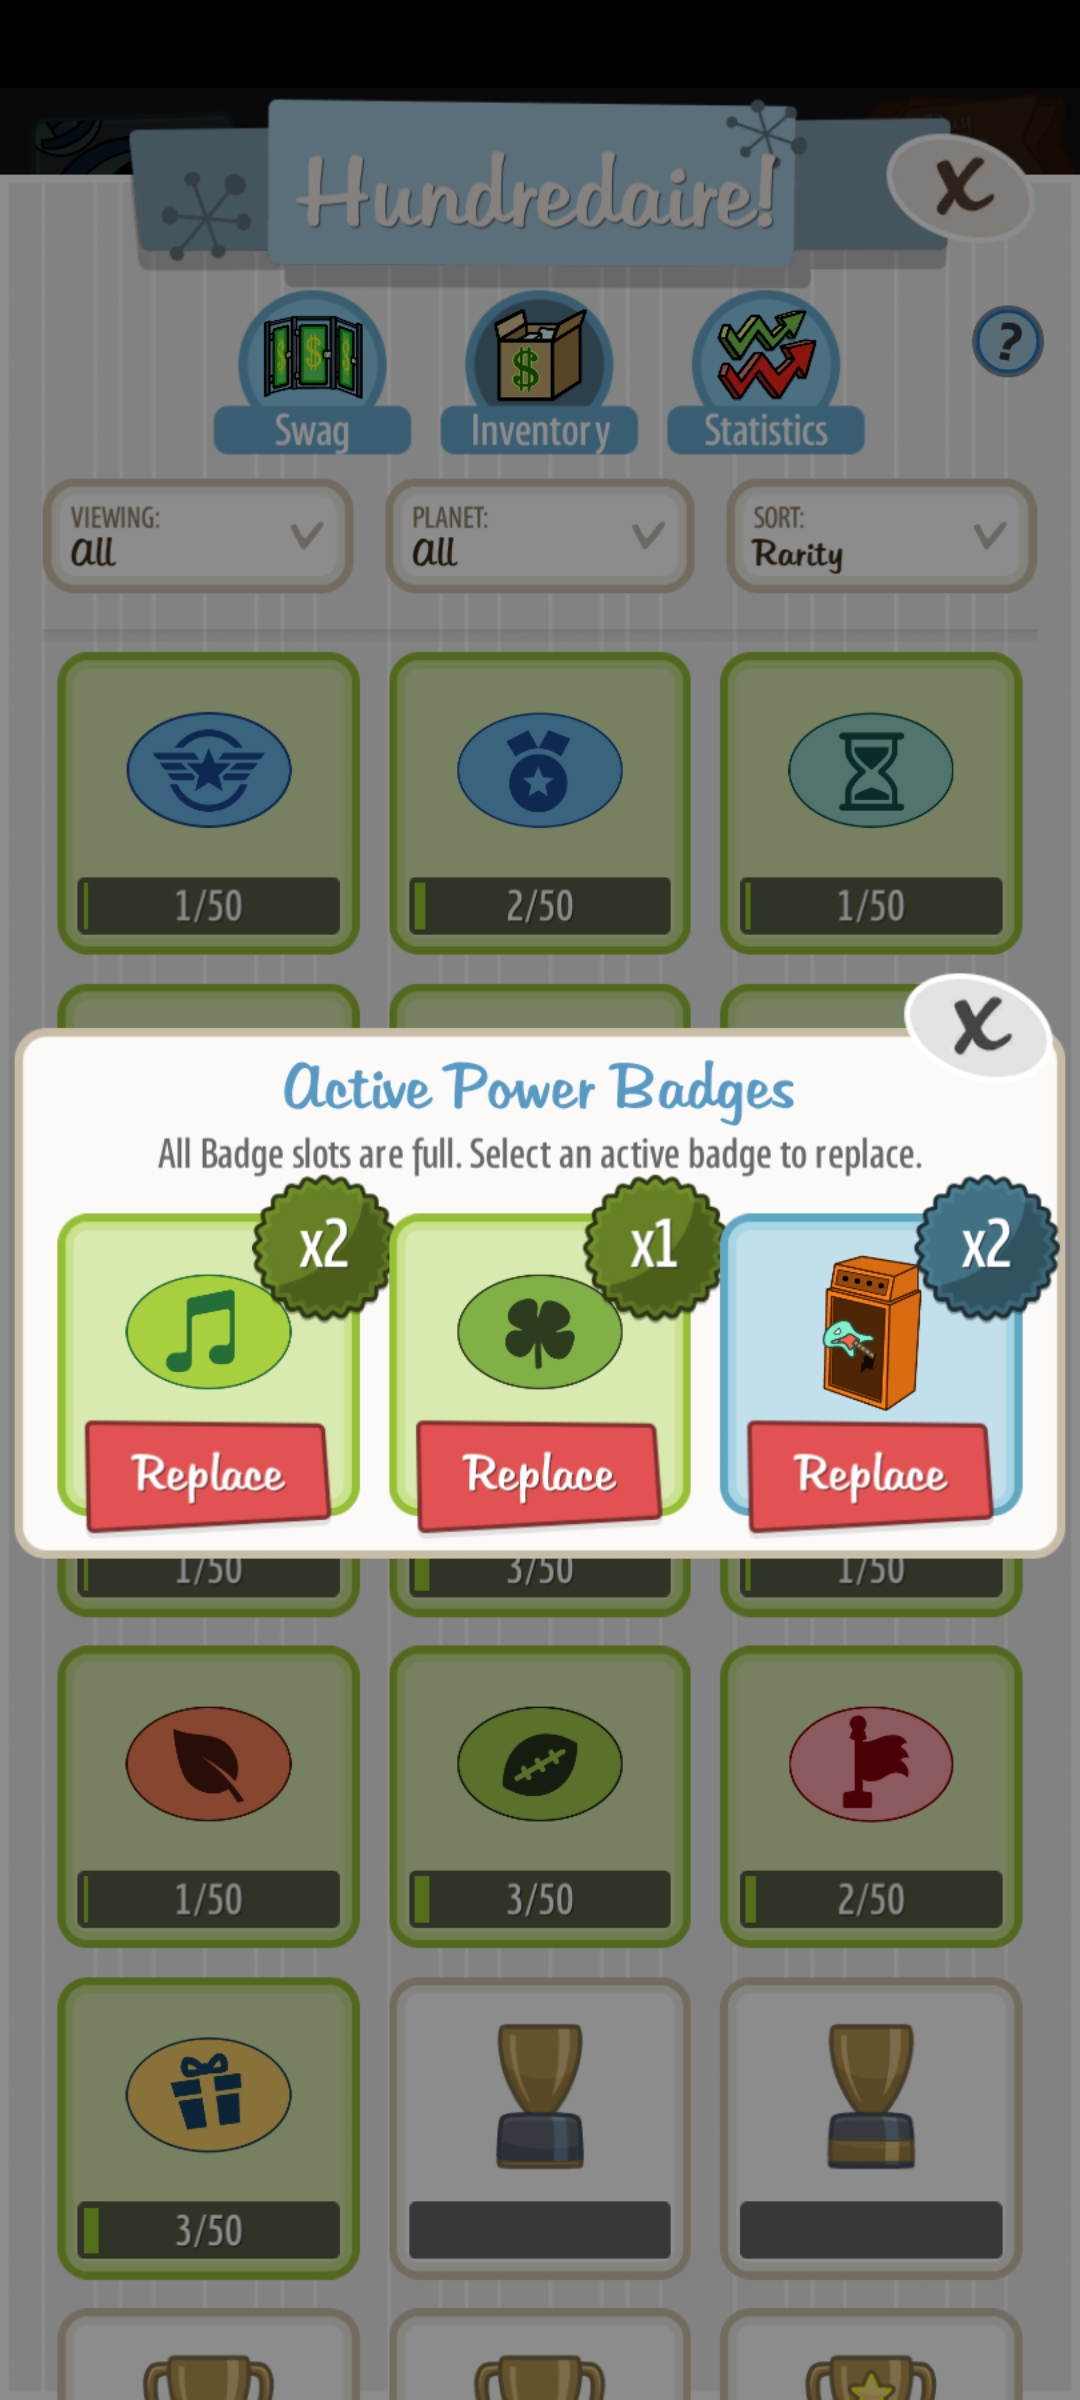 Hundredaire!
X
?
Swag
Inventory
Statistics
VIEWING:
All
PLANET:
All
SORT:
Rarity
1/50
2/50
1/50
X
Active Power Badges
All Badge slots are full. Select an active badge to replace.
x2
x1
x2
Replace
Replace
Replace
1/50
3/50
1/50
1/50
3/50
2/50
3/50